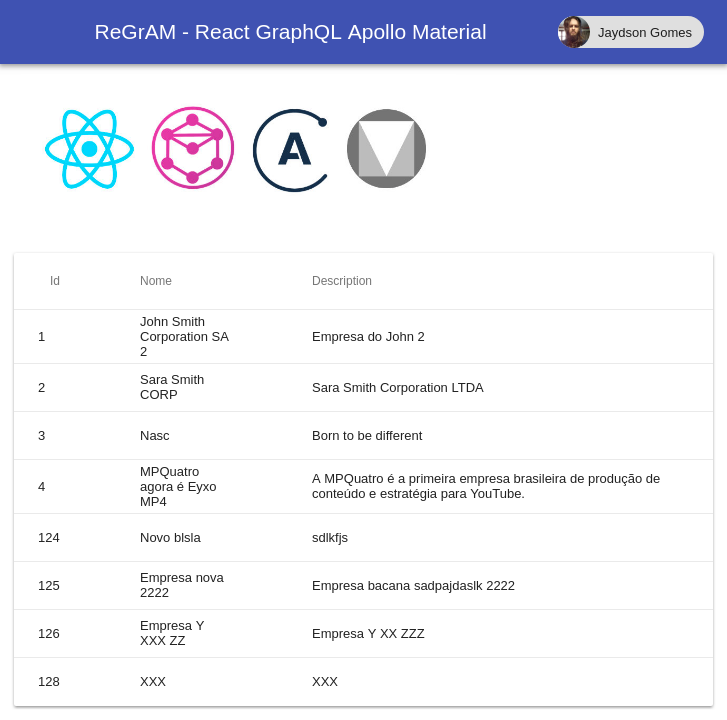 ReGrAM - React GraphQL Apollo Material
Jaydson Gomes
A
Id Nome Description
1 John Smith Corporation SA 2 Empresa do John 2
2 Sara Smith CORP Sara Smith Corporation LTDA
3 Nasc Born to be different
4 MPQuatro agora é Eyxo MP4 A MPQuatro é a primeira empresa brasileira de produção de conteúdo e estratégia para YouTube.
124 Novo blsla sdlkfjs
125 Empresa nova 2222 Empresa bacana sadpajdaslk 2222
126 Empresa Y XXX ZZ Empresa Y XX ZZZ
128 XXX XXX